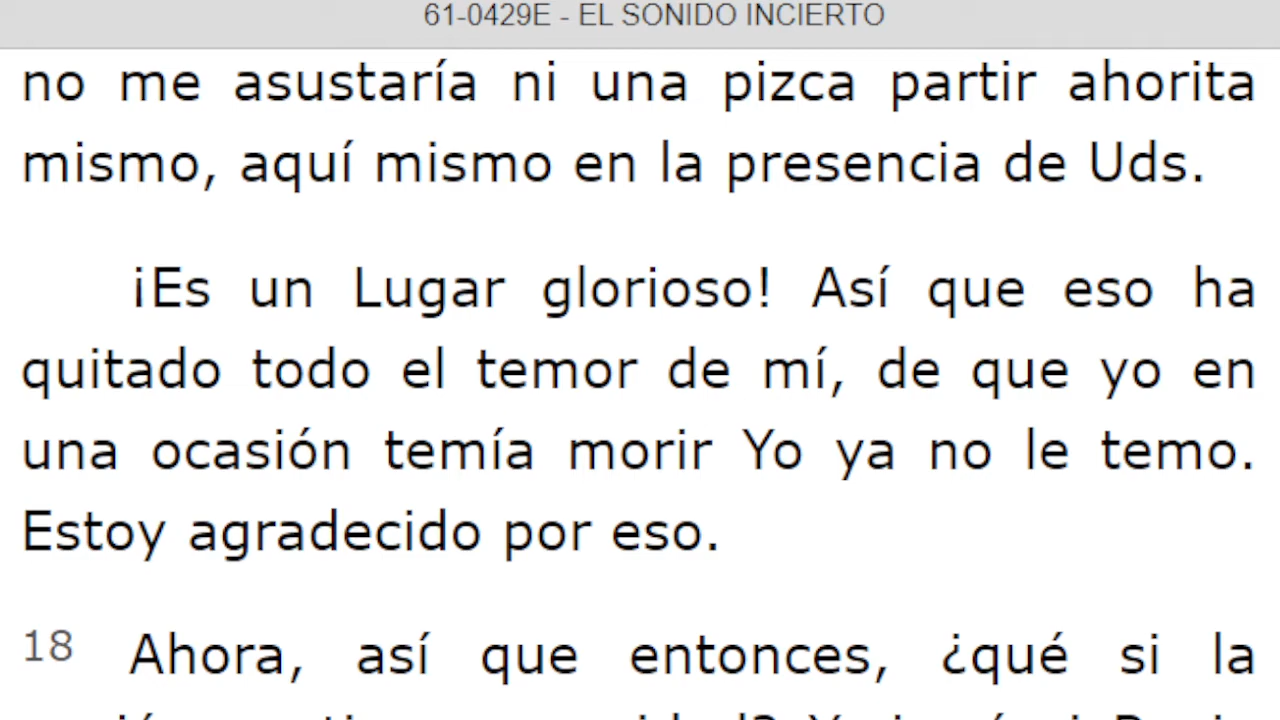 61-0429E - EL SONIDO INCIERTO
no me asustaría ni una pizca partir ahorita
mismo, aquí mismo en la presencia de Uds.
¡Es un Lugar glorioso! Así que eso ha
quitado todo el temor de mí, de que yo en
una ocasión temía morir Yo ya no le temo.
Estoy agradecido por eso.
18 Ahora, así que entonces, ¿qué si la